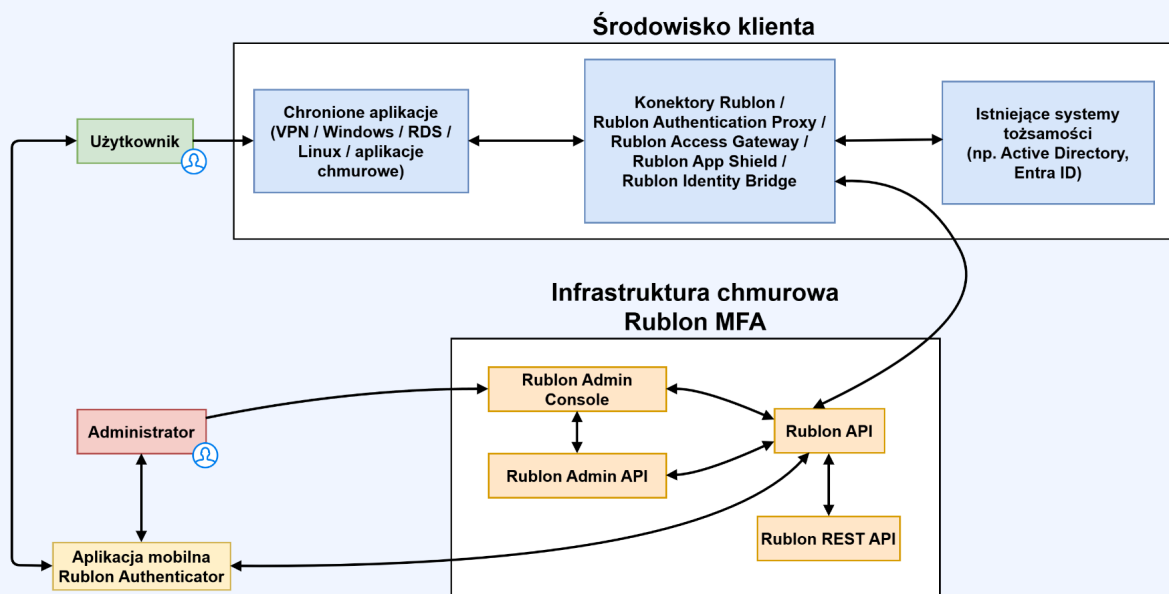 Środowisko klienta
Użytkownik
Chronione aplikacje
(VPN / Windows / RDS /
Linux / aplikacje
chmurowe)
Konektory Rublon /
Rublon Authentication Proxy /
Rublon Access Gateway /
Rublon App Shield /
Rublon Identity Bridge
Istniejące systemy
tożsamości
(np. Active Directory,
Entra ID)
Infrastruktura chmurowa
Rublon MFA
Administrator
Rublon Admin
Console
Rublon Admin API
Rublon API
Rublon REST API
Aplikacja mobilna
Rublon Authenticator